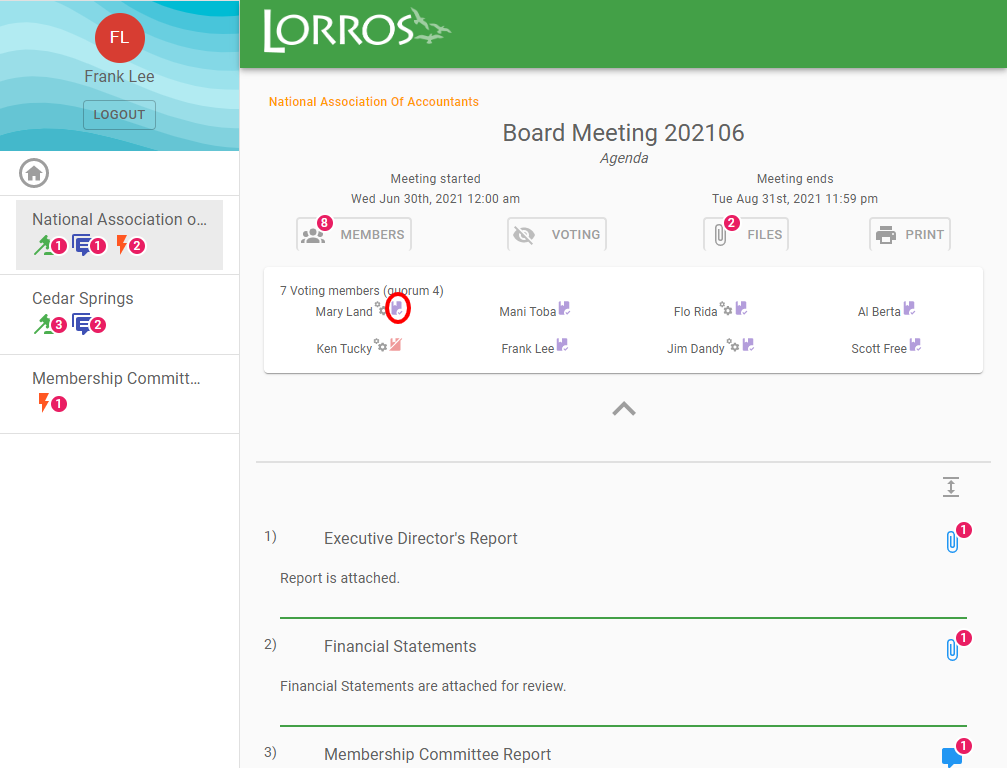 FL
Frank Lee
LOGOUT
National Association o...
1 1 2
Cedar Springs
3 2
Membership Committ...
1
LORROS
National Association Of Accountants
Board Meeting 202106
Agenda
Meeting started Meeting ends
Wed Jun 30th, 2021 12:00 am Tue Aug 31st, 2021 11:59 pm
8 MEMBERS VOTING 2 FILES PRINT
7 Voting members (quorum 4)
Mary Land Mani Toba Flo Rida Al Berta
Ken Tucky Frank Lee Jim Dandy Scott Free
1) Executive Director's Report 1
Report is attached.
2) Financial Statements 1
Financial Statements are attached for review.
3) Membership Committee Report 1